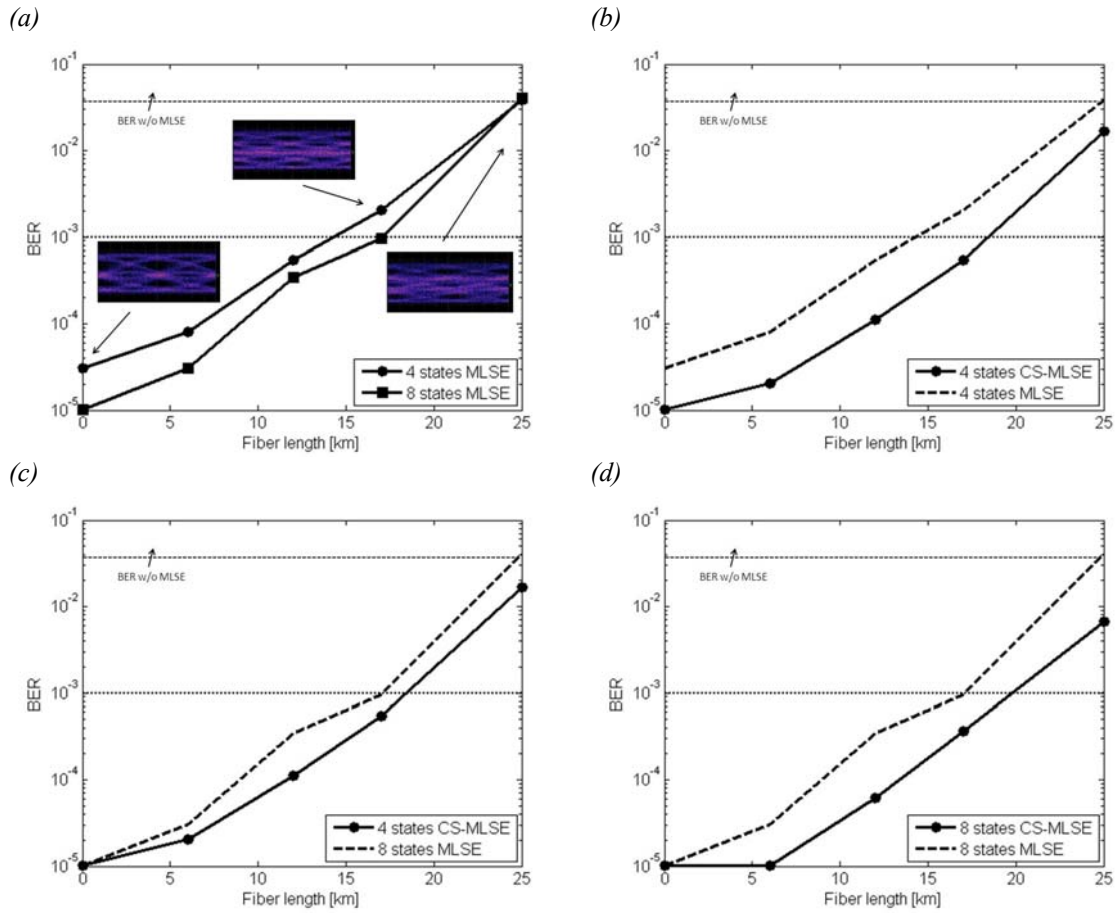 (a)
(b)
10⁻¹
10⁻²
10⁻³
10⁻⁴
10⁻⁵
BER
BER w/o MLSE
4 states MLSE
8 states MLSE
0 5 10 15 20 25
Fiber length [km]
10⁻¹
10⁻²
10⁻³
10⁻⁴
10⁻⁵
BER
BER w/o MLSE
4 states CS-MLSE
4 states MLSE
0 5 10 15 20 25
Fiber length [km]
(c)
(d)
10⁻¹
10⁻²
10⁻³
10⁻⁴
10⁻⁵
BER
BER w/o MLSE
4 states CS-MLSE
8 states MLSE
0 5 10 15 20 25
Fiber length [km]
10⁻¹
10⁻²
10⁻³
10⁻⁴
10⁻⁵
BER
BER w/o MLSE
8 states CS-MLSE
8 states MLSE
0 5 10 15 20 25
Fiber length [km]